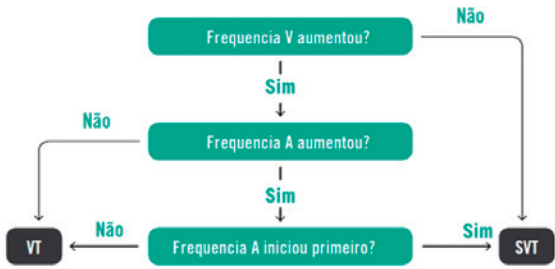 Não
Frequencia V aumentou?
Sim
Não
Frequencia A aumentou?
Sim
VT
Não
Frequencia A iniciou primeiro?
Sim
SVT